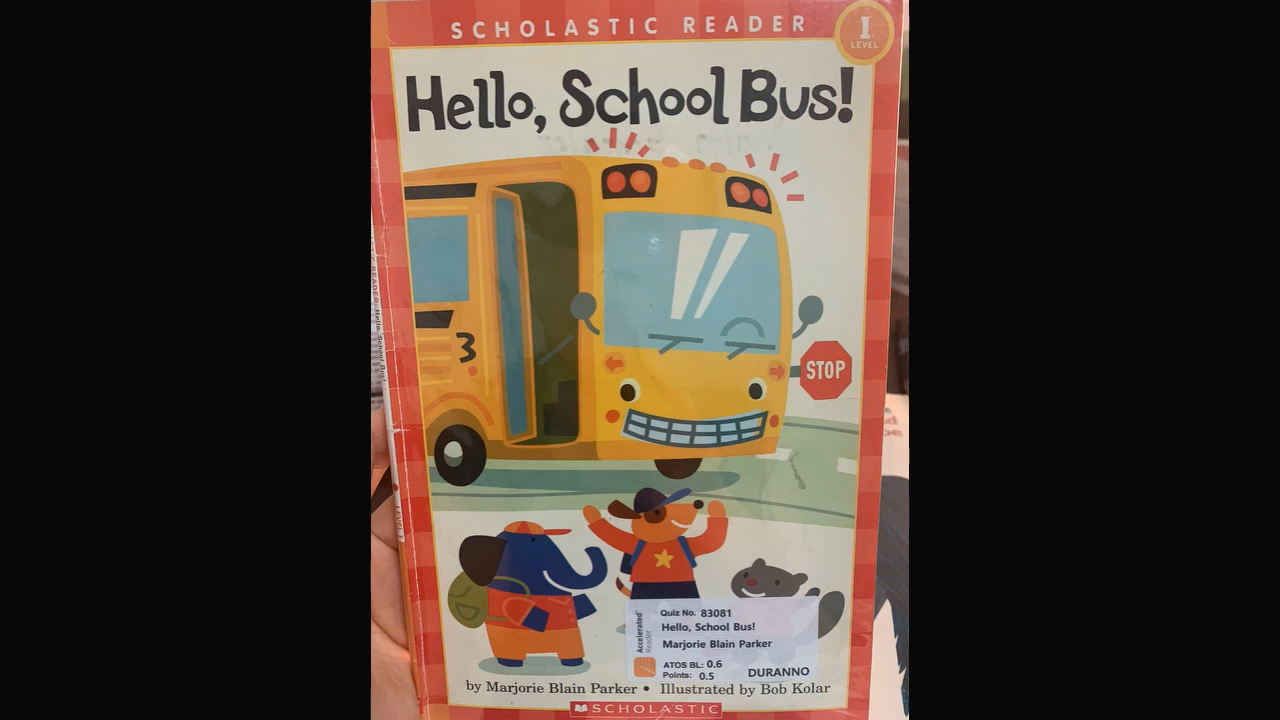 SCHOLASTIC READER
1
LEVEL
Hello, School Bus!
3
STOP
Accelerated
Reader
Quiz No. 83081
Hello, School Bus!
Marjorie Blain Parker
ATOS BL: 0.6
Points: 0.5
DURANNO
by Marjorie Blain Parker • Illustrated by Bob Kolar
SCHOLASTIC